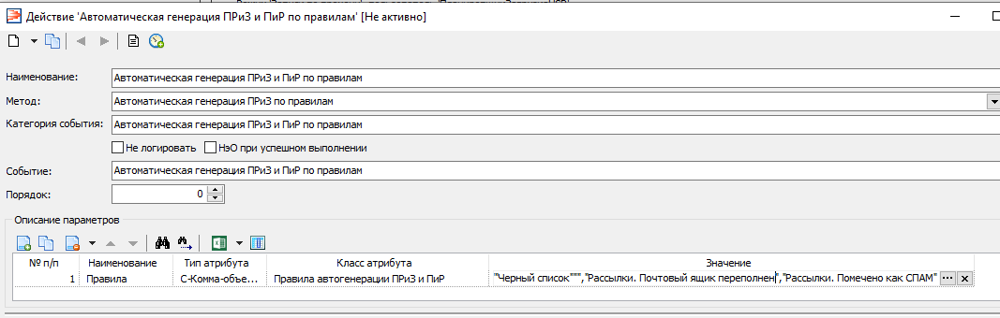 Действие 'Автоматическая генерация ПРиЗ и ПиР по правилам' [Не активно]
Наименование: Автоматическая генерация ПРиЗ и ПиР по правилам
Метод: Автоматическая генерация ПРиЗ по правилам
Категория события: Автоматическая генерация ПРиЗ и ПиР по правилам
Не логировать НэО при успешном выполнении
Событие: Автоматическая генерация ПРиЗ и ПиР по правилам
Порядок: 0
Описание параметров
№ п/п Наименование Тип атрибута Класс атрибута Значение
1 Правила С-Комма-объе... Правила автогенерации ПРиЗ и ПиР "Черный список""","Рассылки. Почтовый ящик переполнен","Рассылки. Помечено как СПАМ"